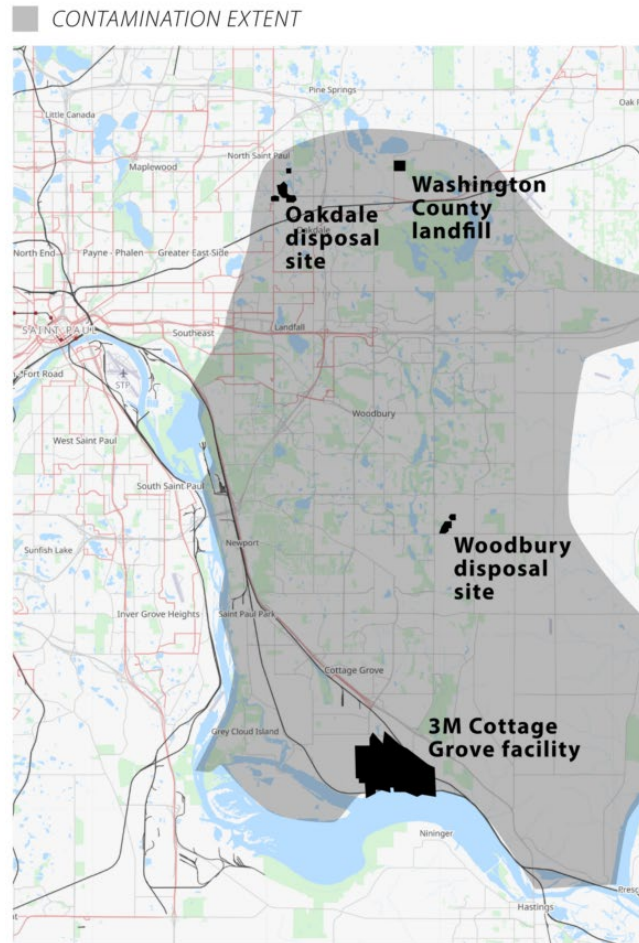 CONTAMINATION EXTENT
Pine Springs
Little Canada
North Saint Paul
Maplewood
Washington
County
landfill
Oakdale
disposal
site
Oakdale
North End
Payne - Phalen
Greater East Side
SAINT PAUL
Southeast
Landfall
STP
Fort Road
Woodbury
West Saint Paul
South Saint Paul
Woodbury
disposal
site
Newport
Sunfish Lake
Inver Grove Heights
Saint Paul Park
Cottage Grove
3M Cottage
Grove facility
Grey Cloud Island
Nininger
Hastings